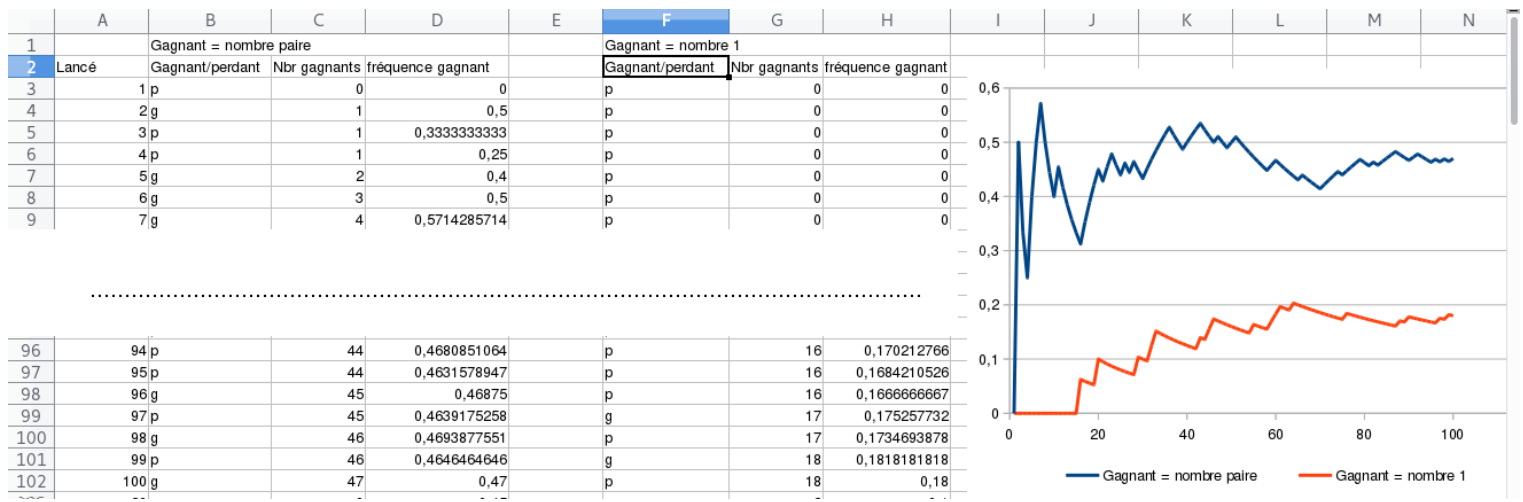 A B C D E F G H I J K L M N
1 Gagnant = nombre paire Gagnant = nombre 1
2 Lancé Gagnant/perdant Nbr gagnants fréquence gagnant Gagnant/perdant Nbr gagnants fréquence gagnant
3 1 p 0 0 p 0 0
4 2 g 1 0,5 p 0 0
5 3 p 1 0,3333333333 p 0 0
6 4 p 1 0,25 p 0 0
7 5 g 2 0,4 p 0 0
8 6 g 3 0,5 p 0 0
9 7 g 4 0,5714285714 p 0 0
96 94 p 44 0,4680851064 p 16 0,170212766
97 95 p 44 0,4631578947 p 16 0,1684210526
98 96 g 45 0,46875 p 16 0,1666666667
99 97 p 45 0,4639175258 g 17 0,175257732
100 98 g 46 0,4693877551 p 17 0,1734693878
101 99 p 46 0,4646464646 g 18 0,1818181818
102 100 g 47 0,47 p 18 0,18
0,6
0,5
0,4
0,3
0,2
0,1
0
0 20 40 60 80 100
Gagnant = nombre paire Gagnant = nombre 1